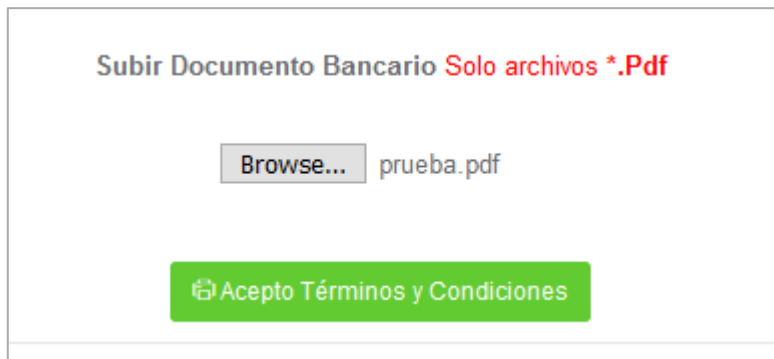 Subir Documento Bancario Solo archivos *.Pdf
Browse... prueba.pdf
Acepto Términos y Condiciones